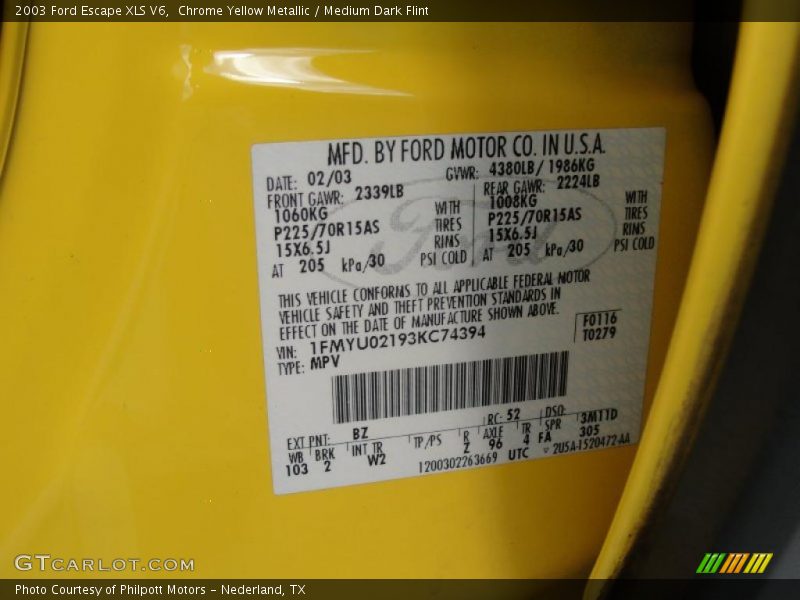 2003 Ford Escape XLS V6,  Chrome Yellow Metallic / Medium Dark Flint
MFD. BY FORD MOTOR CO. IN U.S.A.
DATE: 02/03 GVWR: 4380LB/ 1986KG
FRONT GAWR: 2339LB REAR GAWR: 2224LB
1060KG WITH 1008KG WITH
P225/70R15AS TIRES P225/70R15AS TIRES
15X6.5J RIMS 15X6.5J RIMS
AT 205 kPa/30 PSI COLD AT 205 kPa/30 PSI COLD
Ford
THIS VEHICLE CONFORMS TO ALL APPLICABLE FEDERAL MOTOR
VEHICLE SAFETY AND THEFT PREVENTION STANDARDS IN
EFFECT ON THE DATE OF MANUFACTURE SHOWN ABOVE.
VIN: 1FMYU02193KC74394 F0116
TYPE: MPV T0279
EXT PNT: BZ RC: 52 DSO: 3M11D
WB BRK INT TR TP/PS R AXLE TR SPR 305
103 2 W2 Z 96 4 FA
1200302263669 UTC 2U5A-1520472-AA
GTCARLOT.COM
Photo Courtesy of Philpott Motors – Nederland, TX